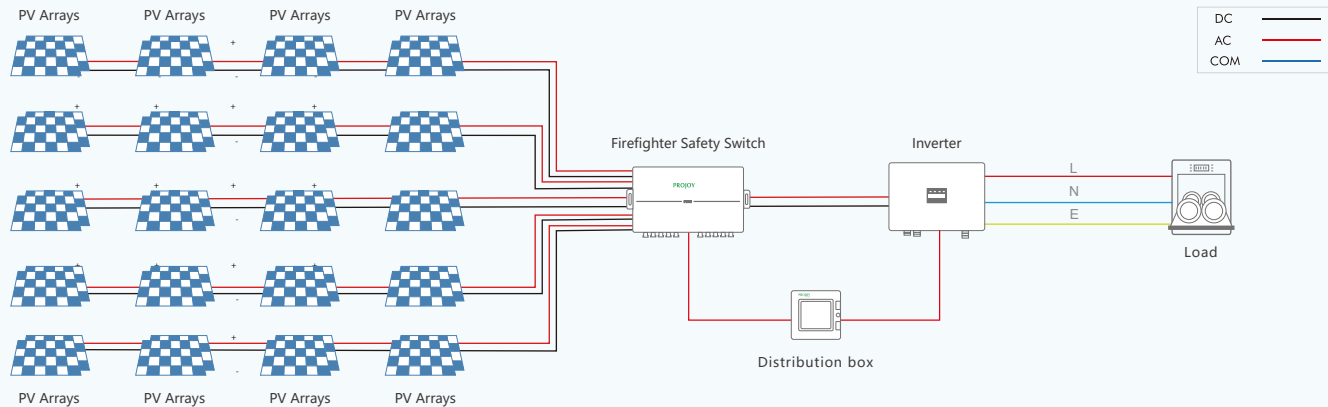 PV Arrays PV Arrays PV Arrays PV Arrays
DC
AC
COM
+
-
+ + + +
-
Firefighter Safety Switch
Inverter
PROJOY
L
N
E
+
-
Load
+
-
Distribution box
+
-
PV Arrays PV Arrays PV Arrays PV Arrays